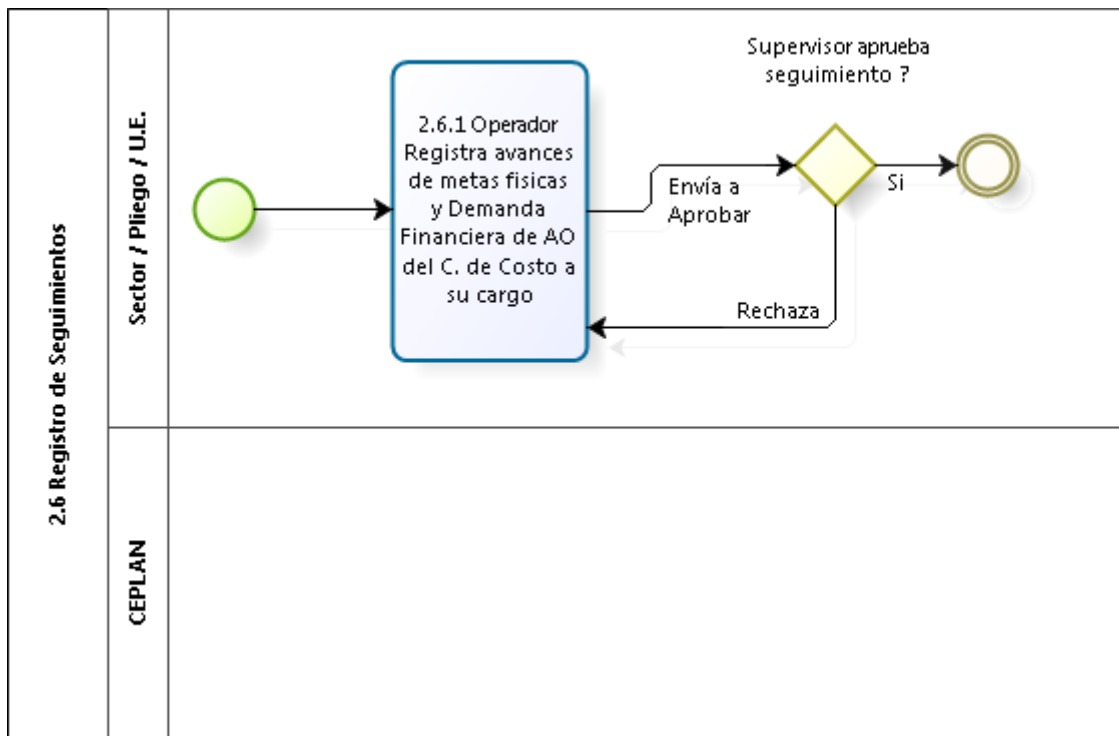 2.6 Registro de Seguimientos
Sector / Pliego / U.E.
2.6.1 Operador
Registra avances
de metas fisicas
y Demanda
Financiera de AO
del C. de Costo a
su cargo
Envía a
Aprobar
Supervisor aprueba
seguimiento ?
Si
Rechaza
CEPLAN